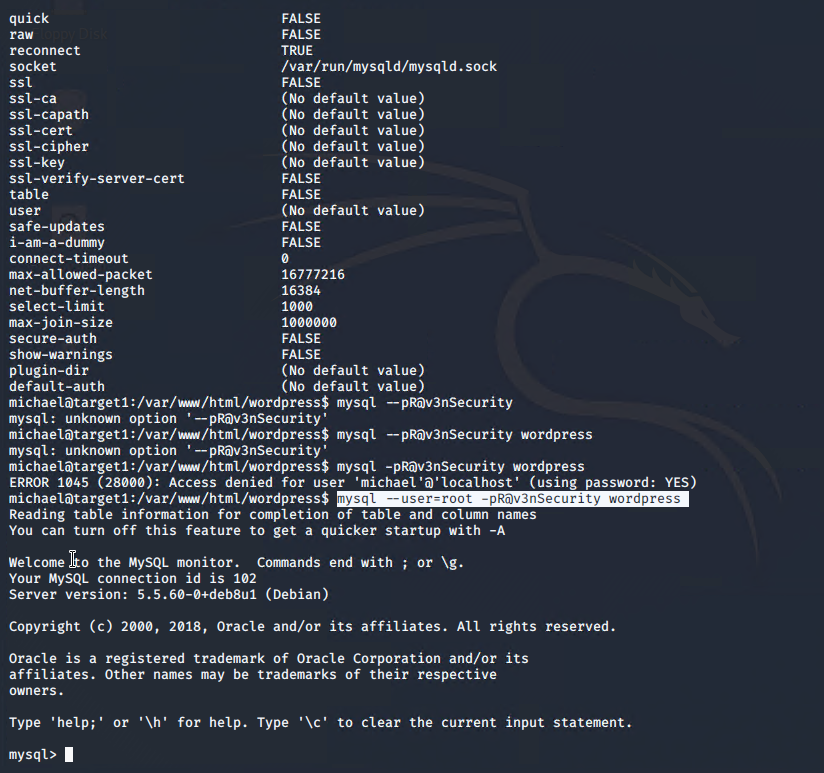 quick                             FALSE
raw                               FALSE
reconnect                         TRUE
socket                            /var/run/mysqld/mysqld.sock
ssl                               FALSE
ssl-ca                            (No default value)
ssl-capath                        (No default value)
ssl-cert                          (No default value)
ssl-cipher                        (No default value)
ssl-key                           (No default value)
ssl-verify-server-cert            FALSE
table                             FALSE
user                              (No default value)
safe-updates                      FALSE
i-am-a-dummy                      FALSE
connect-timeout                   0
max-allowed-packet                16777216
net-buffer-length                 16384
select-limit                      1000
max-join-size                     1000000
secure-auth                       FALSE
show-warnings                     FALSE
plugin-dir                        (No default value)
default-auth                      (No default value)
michael@target1:/var/www/html/wordpress$ mysql --pR@v3nSecurity
mysql: unknown option '--pR@v3nSecurity'
michael@target1:/var/www/html/wordpress$ mysql --pR@v3nSecurity wordpress
mysql: unknown option '--pR@v3nSecurity'
michael@target1:/var/www/html/wordpress$ mysql -pR@v3nSecurity wordpress
ERROR 1045 (28000): Access denied for user 'michael'@'localhost' (using password: YES)
michael@target1:/var/www/html/wordpress$ mysql --user=root -pR@v3nSecurity wordpress
Reading table information for completion of table and column names
You can turn off this feature to get a quicker startup with -A

Welcome to the MySQL monitor.  Commands end with ; or \g.
Your MySQL connection id is 102
Server version: 5.5.60-0+deb8u1 (Debian)

Copyright (c) 2000, 2018, Oracle and/or its affiliates. All rights reserved.

Oracle is a registered trademark of Oracle Corporation and/or its
affiliates. Other names may be trademarks of their respective
owners.

Type 'help;' or '\h' for help. Type '\c' to clear the current input statement.

mysql>